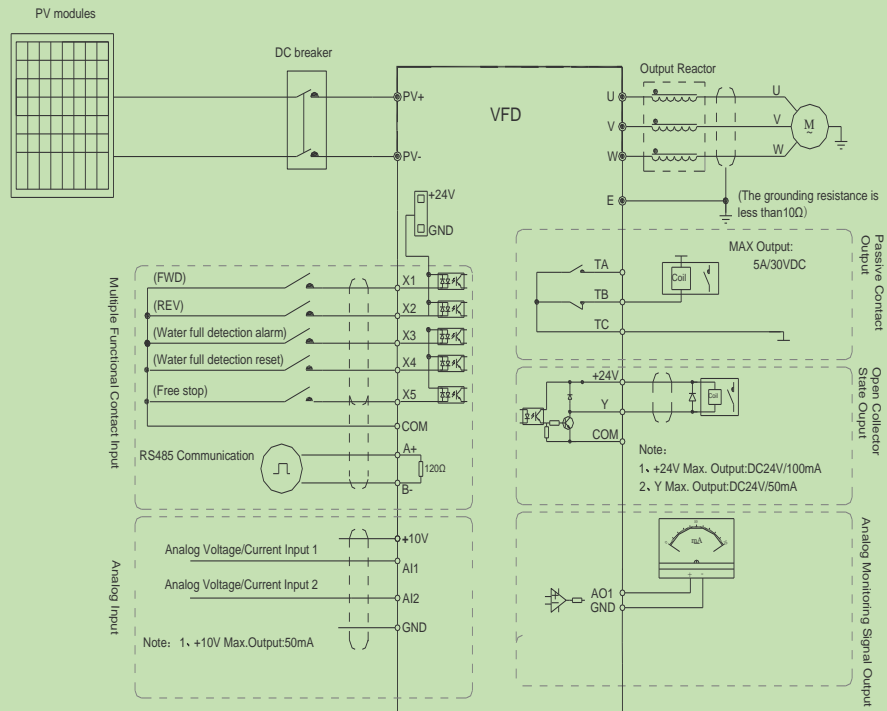 PV modules
DC breaker
PV+
PV-
VFD
Output Reactor
U
V
W
U
V
W
M
~
E
(The grounding resistance is
less than10Ω)
+24V
GND
Multiple Functional Contact Input
(FWD)
X1
(REV)
X2
(Water full detection alarm)
X3
(Water full detection reset)
X4
(Free stop)
X5
COM
RS485 Communication
A+
120Ω
B-
Analog Input
+10V
Analog Voltage/Current Input 1
AI1
Analog Voltage/Current Input 2
AI2
GND
Note: 1、+10V Max.Output:50mA
Passive Contact
Output
MAX Output:
5A/30VDC
TA
Coil
TB
TC
Open Collector
State Ouput
+24V
Y
Coil
COM
Note:
1、+24V Max. Output:DC24V/100mA
2、Y Max. Output:DC24V/50mA
Analog Monitoring Signal Output
mA
+ -
AO1
GND